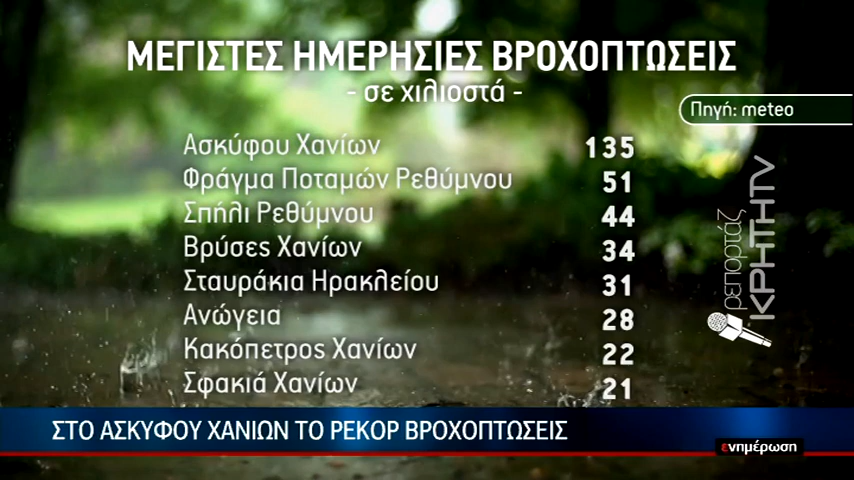 ΜΕΓΙΣΤΕΣ ΗΜΕΡΗΣΙΕΣ ΒΡΟΧΟΠΤΩΣΕΙΣ
- σε χιλιοστά -
Πηγή: meteo
Ασκύφου Χανίων 135
Φράγμα Ποταμών Ρεθύμνου 51
Σπήλι Ρεθύμνου 44
Βρύσες Χανίων 34
Σταυράκια Ηρακλείου 31
Ανώγεια 28
Κακόπετρος Χανίων 22
Σφακιά Χανίων 21
ρεπορτάζ
ΚΡΗΤΗTV
ΣΤΟ ΑΣΚΥΦΟΥ ΧΑΝΙΩΝ ΤΟ ΡΕΚΟΡ ΒΡΟΧΟΠΤΩΣΕΙΣ
ενημέρωση